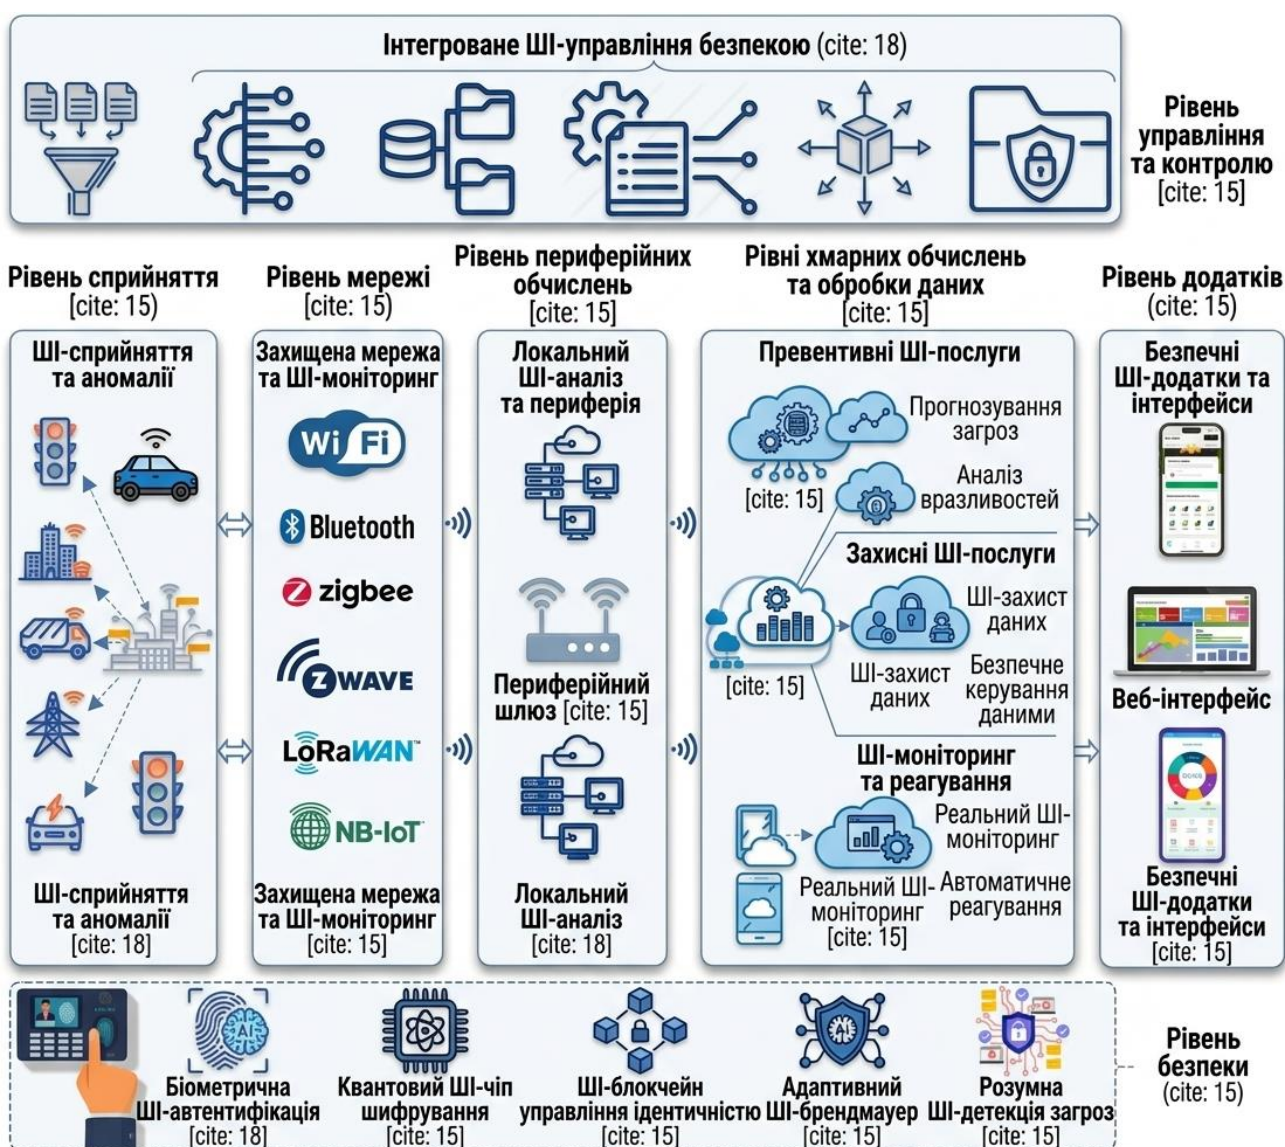 Інтегроване ШІ-управління безпекою (cite: 18)
Рівень
управління
та контролю
[cite: 15]
Рівень сприйняття
[cite: 15)
Рівень мережі
[cite: 15)
Рівень периферійних
обчислень
[cite: 15]
Рівні хмарних обчислень
та обробки даних
[cite: 15]
Рівень додатків
(cite: 15)
ШІ-сприйняття
та аномалії
ШІ-сприйняття
та аномалії
[cite: 18]
Захищена мережа
та ШІ-моніторинг
Wi Fi
Bluetooth
zigbee
Z WAVE
LoRaWAN™
NB-IoT
Захищена мережа
та ШІ-моніторинг
[cite: 15]
Локальний
ШІ-аналіз
та периферія
Периферійний
шлюз [cite: 15]
Локальний
ШІ-аналіз
[cite: 18]
Превентивні ШІ-послуги
Прогнозування
загроз
[cite: 15]
Аналіз
вразливостей
Захисні ШІ-послуги
ШІ-захист
даних
[cite: 15]
ШІ-захист
даних
Безпечне
керування
даними
ШІ-моніторинг
та реагування
Реальний ШІ-
моніторинг
Реальний ШІ-
моніторинг
[cite: 15]
Автоматичне
реагування
Безпечні
ШІ-додатки та
інтерфейси
Веб-інтерфейс
Безпечні
ШІ-додатки
та інтерфейси
[cite: 15]
AI
Біометрична
ШІ-автентифікація
[cite: 18]
Квантовий ШІ-чіп
шифрування
[cite: 15]
ШІ-блокчейн
управління ідентичністю
[cite: 15]
AI
Адаптивний
ШІ-брендмауер
[cite: 15]
Розумна
ШІ-детекція загроз
[cite: 15]
Рівень
безпеки
(cite: 15)